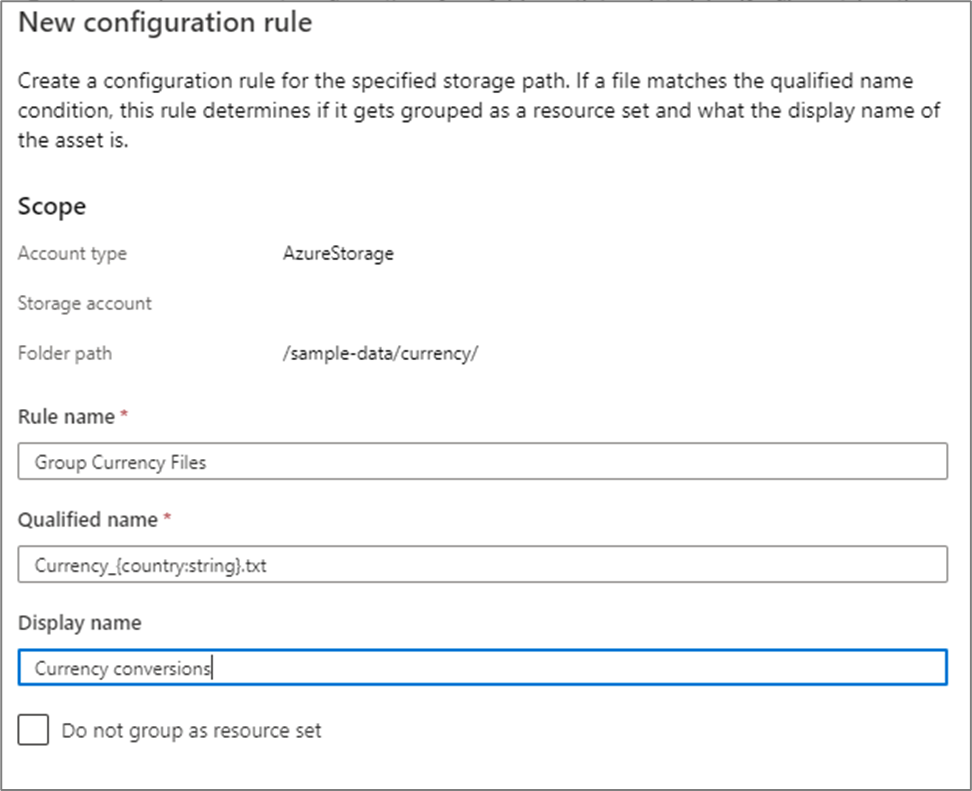 New configuration rule
Create a configuration rule for the specified storage path. If a file matches the qualified name
condition, this rule determines if it gets grouped as a resource set and what the display name of
the asset is.
Scope
Account type AzureStorage
Storage account
Folder path /sample-data/currency/
Rule name *
Group Currency Files
Qualified name *
Currency_{country:string}.txt
Display name
Currency conversions
Do not group as resource set